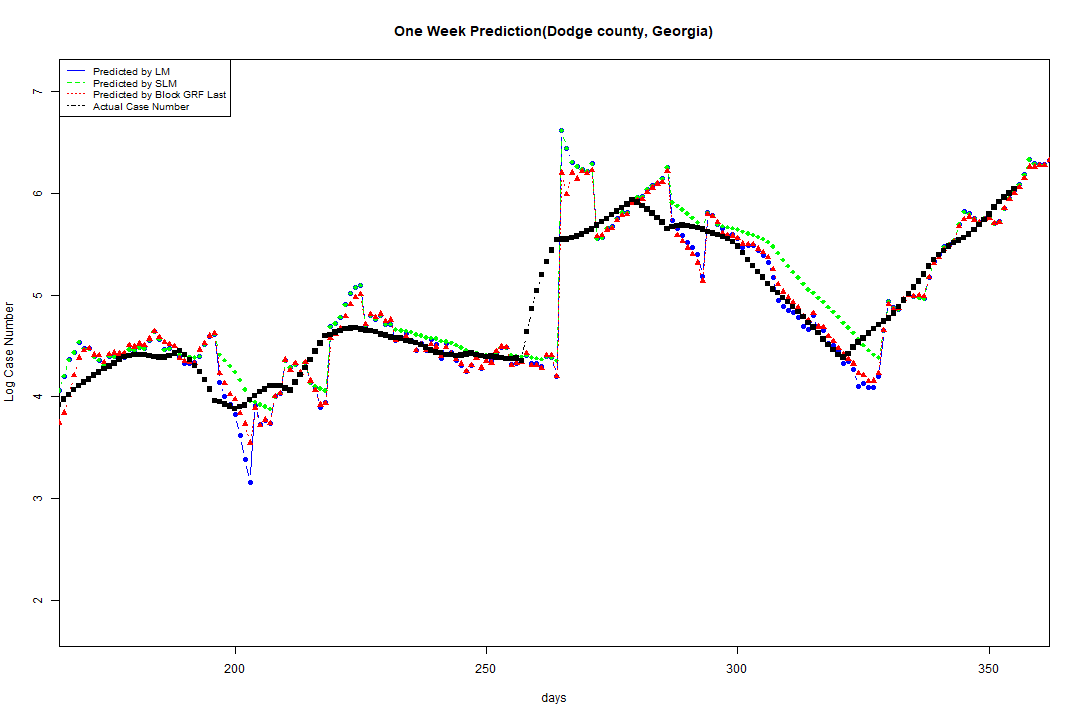 One Week Prediction(Dodge county, Georgia)
Predicted by LM
Predicted by SLM
Predicted by Block GRF Last
Actual Case Number
7
6
5
4
3
2
Log Case Number
200 250 300 350
days